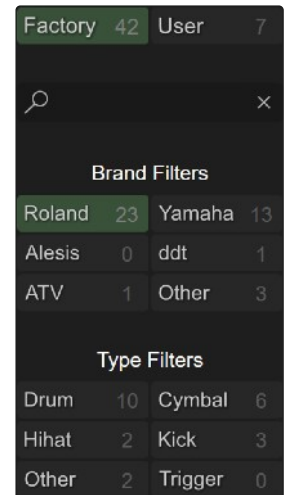 Factory 42 User 7
×
Brand Filters
Roland 23 Yamaha 13
Alesis 0 ddt 1
ATV 1 Other 3
Type Filters
Drum 10 Cymbal 6
Hihat 2 Kick 3
Other 2 Trigger 0